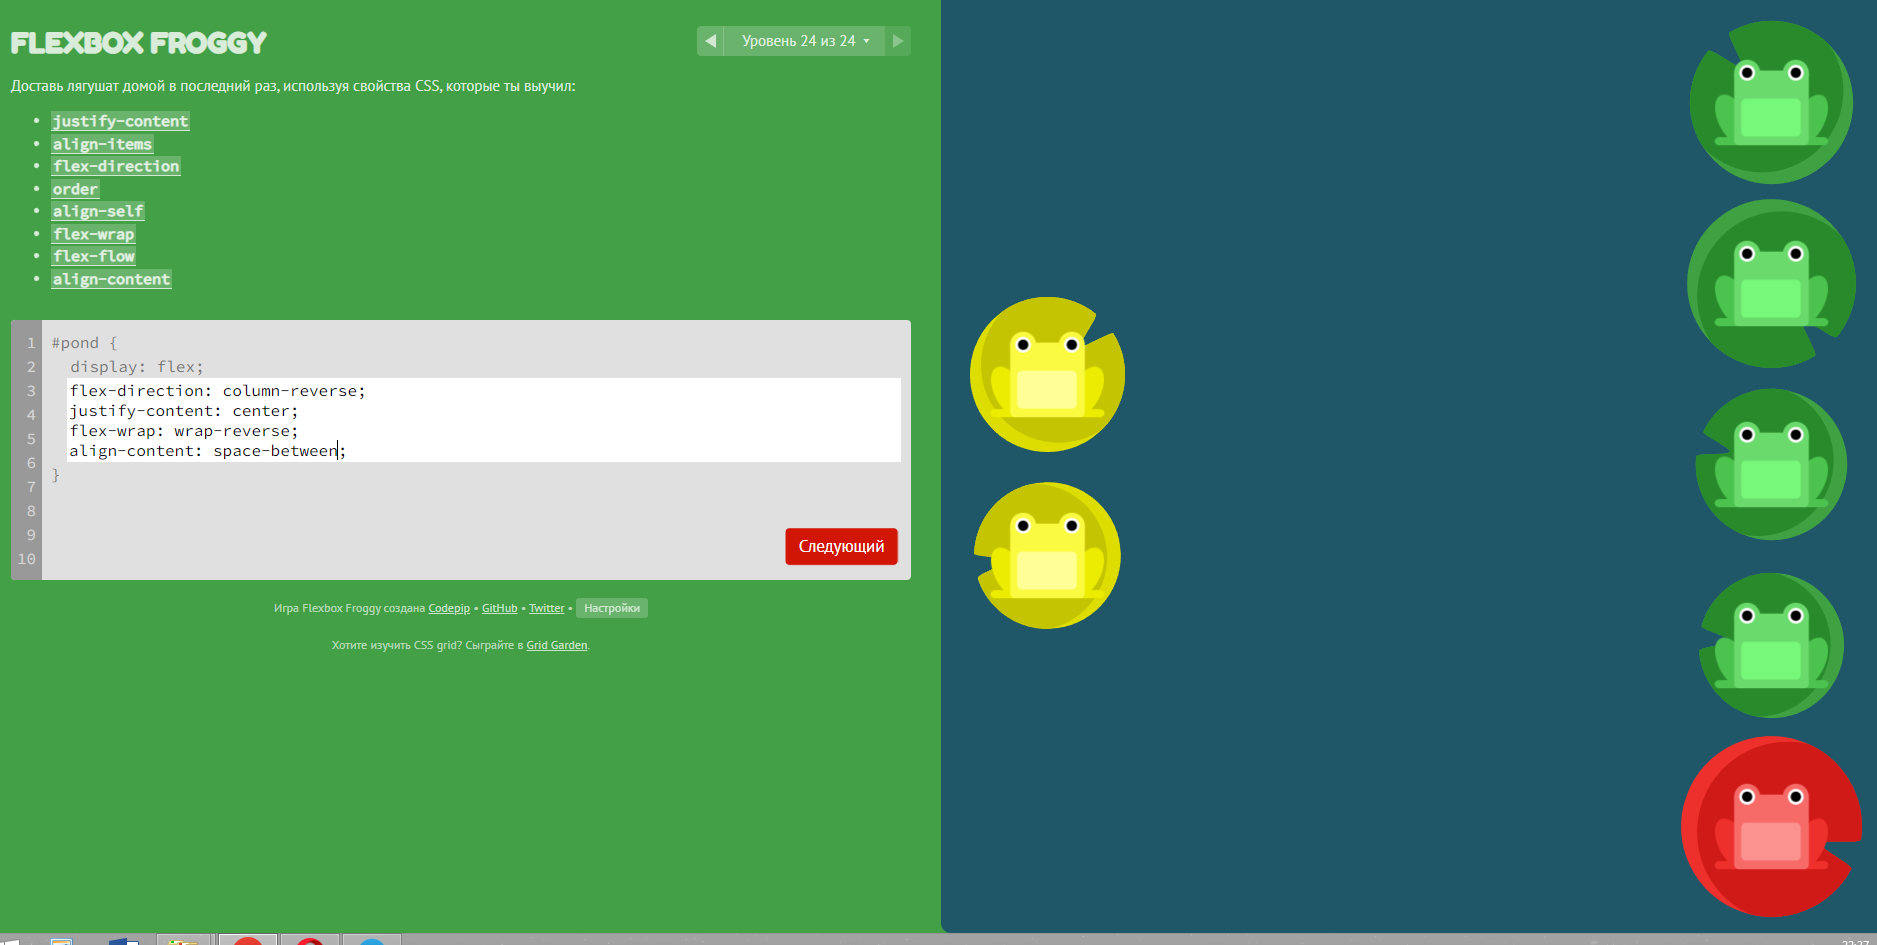 FLEXBOX FROGGY
Уровень 24 из 24
Доставь лягушат домой в последний раз, используя свойства CSS, которые ты выучил:
• justify-content
• align-items
• flex-direction
• order
• align-self
• flex-wrap
• flex-flow
• align-content
1 #pond {
2 display: flex;
3 flex-direction: column-reverse;
4 justify-content: center;
5 flex-wrap: wrap-reverse;
6 align-content: space-between;
7 }
8
9
10
Следующий
Игра Flexbox Froggy создана Codepip • GitHub • Twitter • Настройки
Хотите изучить CSS grid? Сыграйте в Grid Garden.